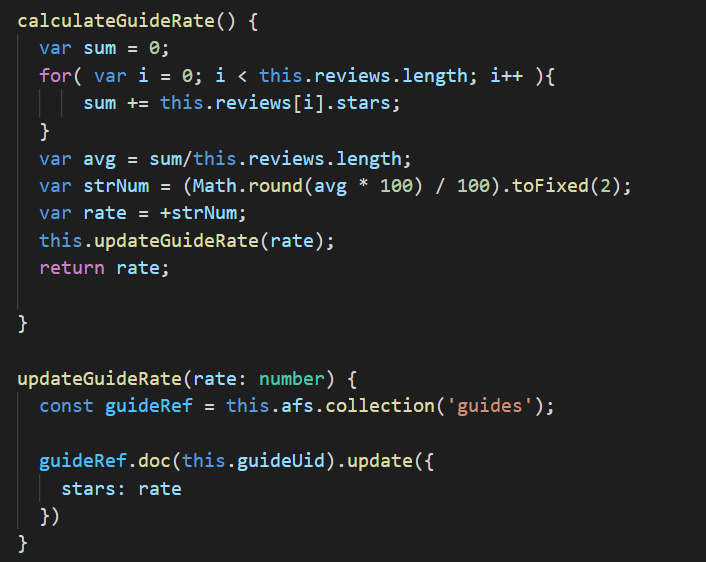 calculateGuideRate() {
var sum = 0;
for( var i = 0; i < this.reviews.length; i++ ){
sum += this.reviews[i].stars;
}
var avg = sum/this.reviews.length;
var strNum = (Math.round(avg * 100) / 100).toFixed(2);
var rate = +strNum;
this.updateGuideRate(rate);
return rate;
}
updateGuideRate(rate: number) {
const guideRef = this.afs.collection('guides');
guideRef.doc(this.guideUid).update({
stars: rate
})
}